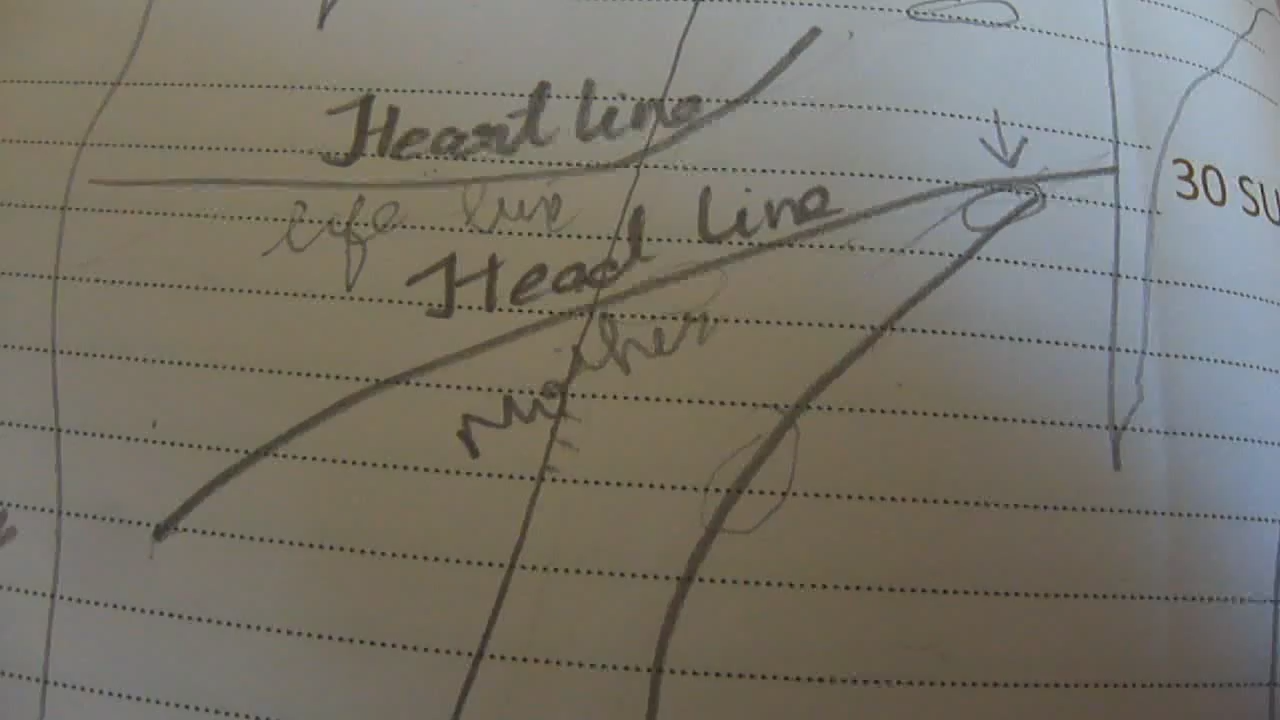 Heart line
life line
Head line
Mother
30 SU